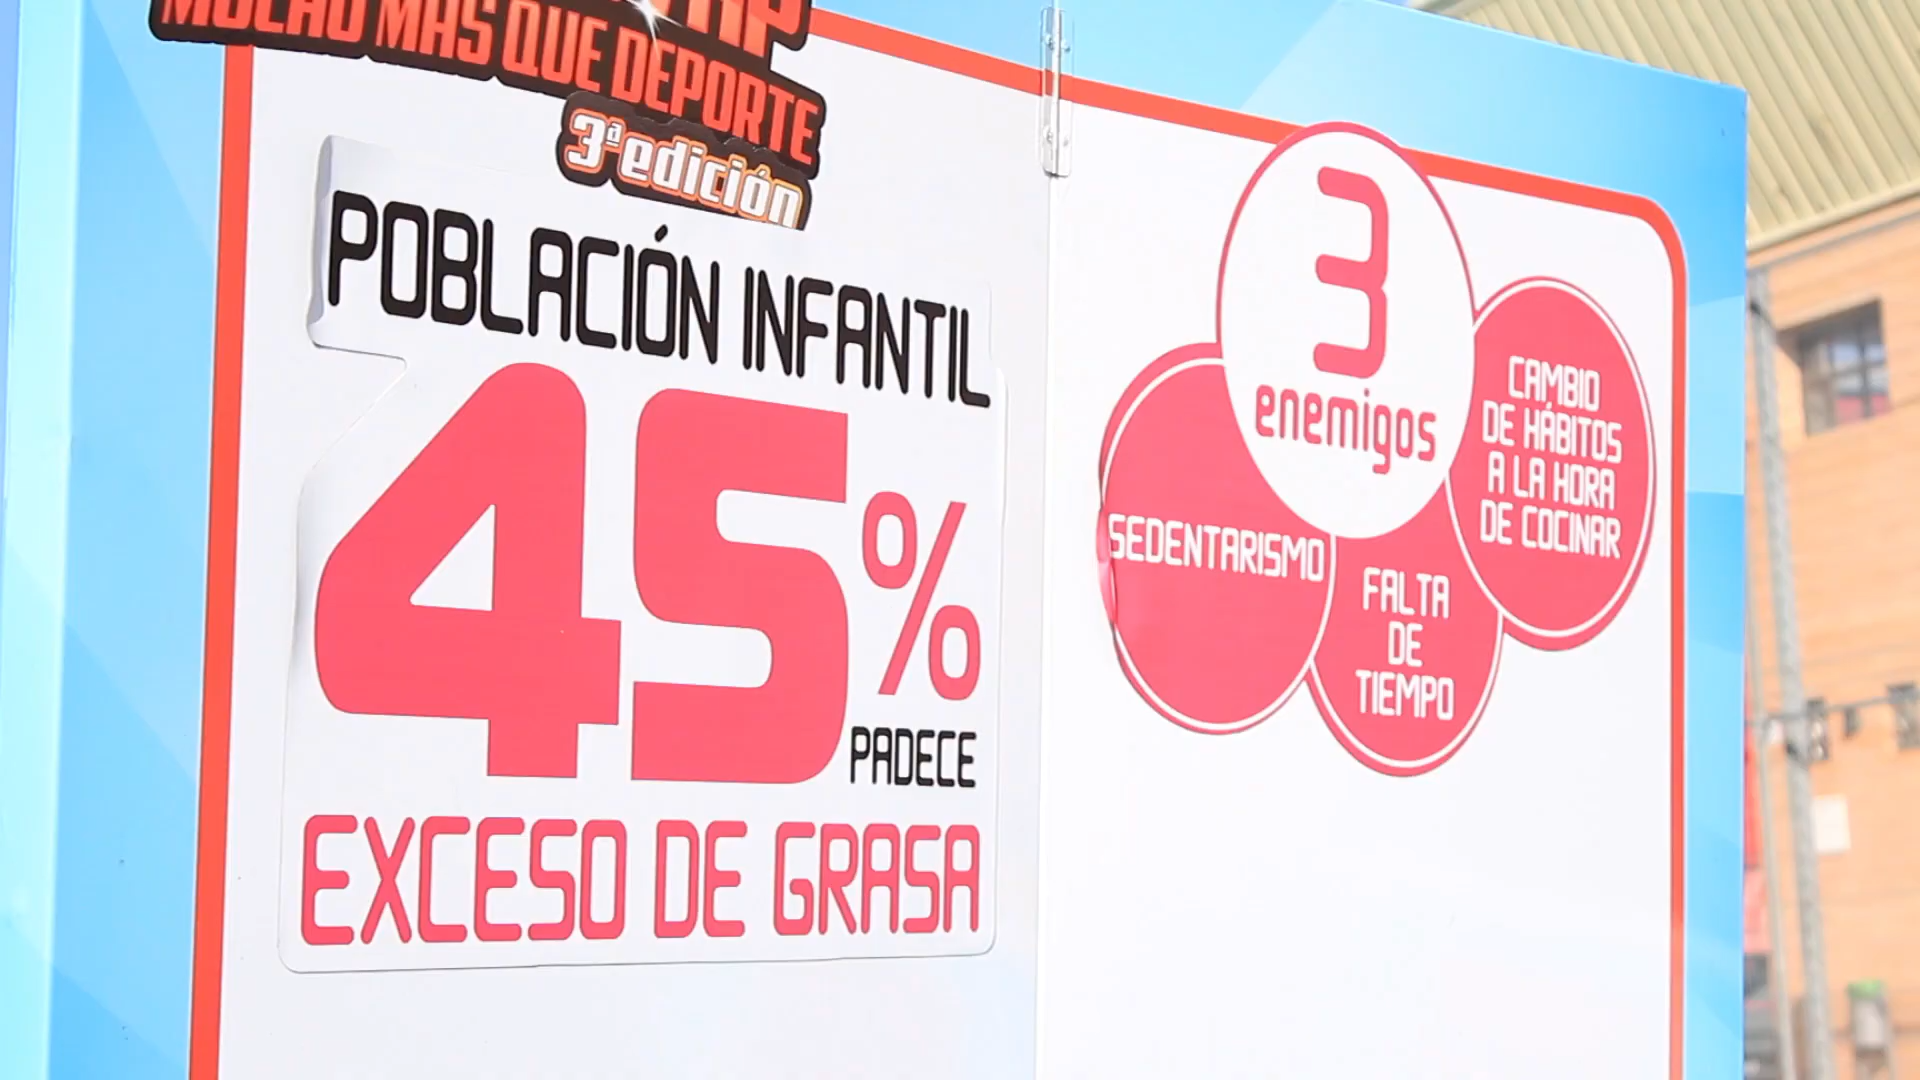 MUCHO MAS QUE DEPORTE
3ª edición
POBLACIÓN INFANTIL
45%
PADECE
EXCESO DE GRASA
3
enemigos
SEDENTARISMO
FALTA
DE
TIEMPO
CAMBIO
DE HÁBITOS
A LA HORA
DE COCINAR